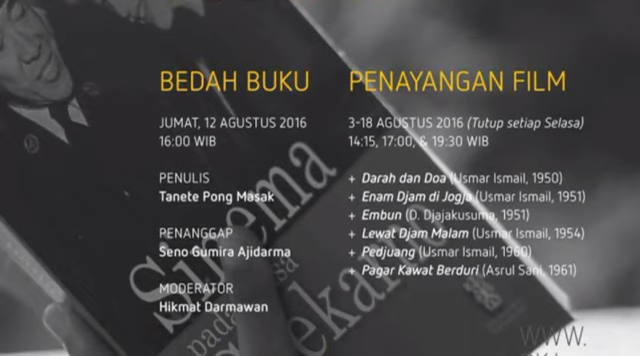 BEDAH BUKU
JUMAT, 12 AGUSTUS 2016
16:00 WIB
PENULIS
Tanete Pong Masak
PENANGGAP
Seno Gumira Ajidarma
MODERATOR
Hikmat Darmawan
PENAYANGAN FILM
3-18 AGUSTUS 2016 (Tutup setiap Selasa)
14:15, 17:00, & 19:30 WIB
+ Darah dan Doa (Usmar Ismail, 1950)
+ Enam Djam di Jogja (Usmar Ismail, 1951)
+ Embun (D. Djajakusuma, 1951)
+ Lewat Djam Malam (Usmar Ismail, 1954)
+ Pedjuang (Usmar Ismail, 1960)
+ Pagar Kawat Berduri (Asrul Sani, 1961)
Sinema
pada
WWW.